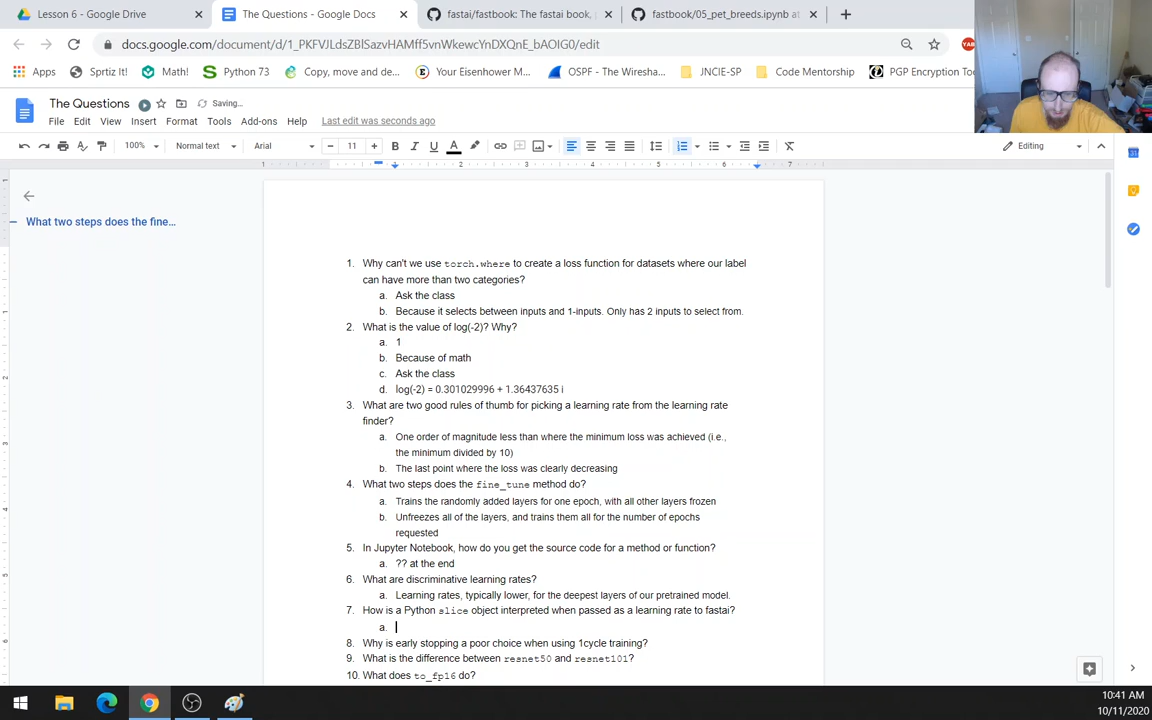 Lesson 6 - Google Drive
The Questions - Google Docs
fastai/fastbook: The fastai book,
fastbook/05_pet_breeds.ipynb at
docs.google.com/document/d/1_PKFVJLdsZBlSazvHAMff5vnWkewcYnDXQnE_bAOIG0/edit
Apps
Sprtiz It!
Math!
Python 73
Copy, move and de...
Your Eisenhower M...
OSPF - The Wiresha...
JNCIE-SP
Code Mentorship
PGP Encryption
The Questions
Saving...
File Edit View Insert Format Tools Add-ons Help Last edit was seconds ago
100% Normal text Arial 11 Editing
1 1 2 3 4 5 6 7
What two steps does the fine...
1. Why can't we use torch.where to create a loss function for datasets where our label
can have more than two categories?
a. Ask the class
b. Because it selects between inputs and 1-inputs. Only has 2 inputs to select from.
2. What is the value of log(-2)? Why?
a. 1
b. Because of math
c. Ask the class
d. log(-2) = 0.301029996 + 1.36437635 i
3. What are two good rules of thumb for picking a learning rate from the learning rate
finder?
a. One order of magnitude less than where the minimum loss was achieved (i.e.,
the minimum divided by 10)
b. The last point where the loss was clearly decreasing
4. What two steps does the fine_tune method do?
a. Trains the randomly added layers for one epoch, with all other layers frozen
b. Unfreezes all of the layers, and trains them all for the number of epochs
requested
5. In Jupyter Notebook, how do you get the source code for a method or function?
a. ?? at the end
6. What are discriminative learning rates?
a. Learning rates, typically lower, for the deepest layers of our pretrained model.
7. How is a Python slice object interpreted when passed as a learning rate to fastai?
a.
8. Why is early stopping a poor choice when using 1cycle training?
9. What is the difference between resnet50 and resnet101?
10. What does to_fp16 do?
10:41 AM
10/11/2020